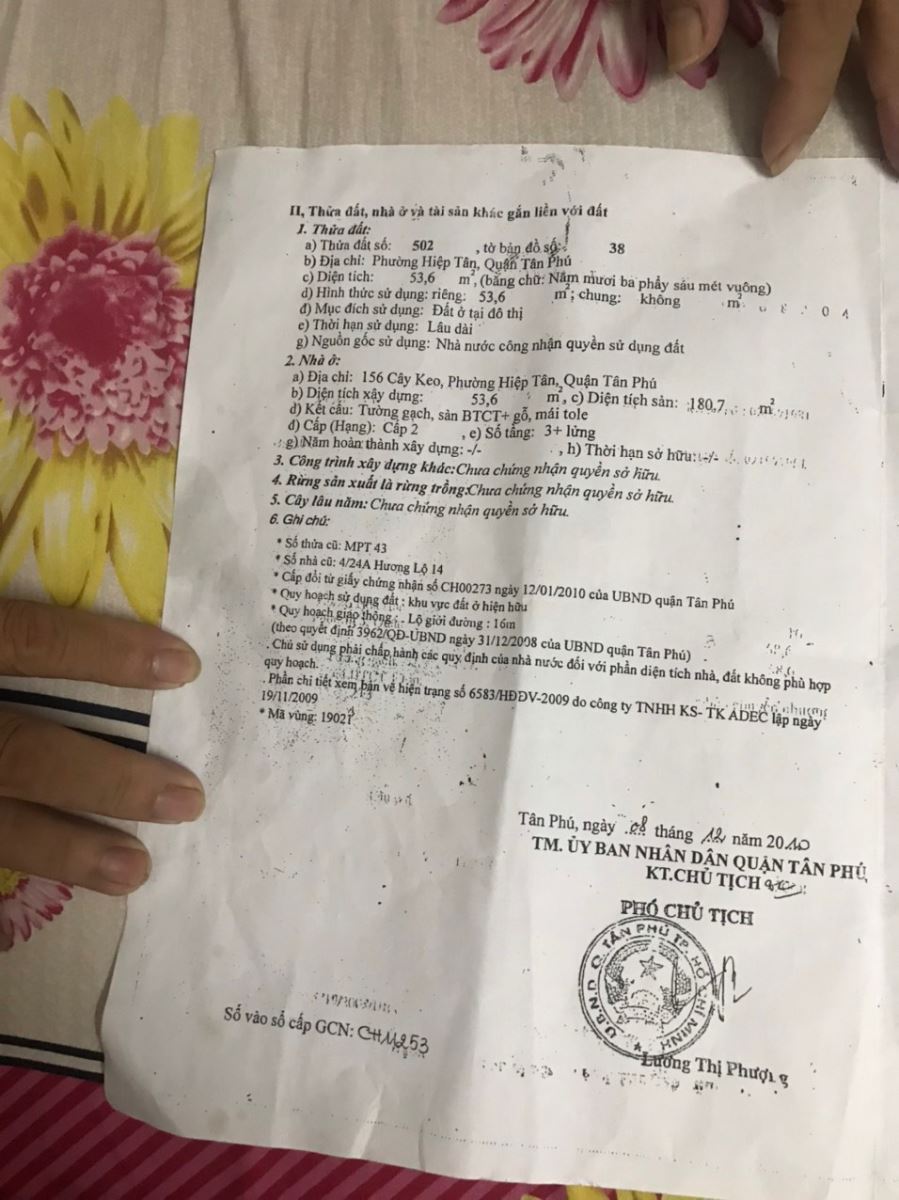 II, Thửa đất, nhà ở và tài sản khác gắn liền với đất
1. Thửa đất:
a) Thửa đất số: 502 , tờ bản đồ số: 38
b) Địa chỉ: Phường Hiệp Tân, Quận Tân Phú
c) Diện tích: 53,6 m², (bằng chữ: Năm mươi ba phẩy sáu mét vuông)
d) Hình thức sử dụng: riêng: 53,6 m²; chung: không m²
đ) Mục đích sử dụng: Đất ở tại đô thị
e) Thời hạn sử dụng: Lâu dài
g) Nguồn gốc sử dụng: Nhà nước công nhận quyền sử dụng đất
2. Nhà ở:
a) Địa chỉ: 156 Cây Keo, Phường Hiệp Tân, Quận Tân Phú
b) Diện tích xây dựng: 53,6 m², c) Diện tích sàn: 180,7 m²
d) Kết cấu: Tường gạch, sàn BTCT+ gỗ, mái tole
đ) Cấp (Hạng): Cấp 2 , e) Số tầng: 3+ lửng
g) Năm hoàn thành xây dựng: -/- , h) Thời hạn sở hữu: -/-
3. Công trình xây dựng khác: Chưa chứng nhận quyền sở hữu.
4. Rừng sản xuất là rừng trồng: Chưa chứng nhận quyền sở hữu.
5. Cây lâu năm: Chưa chứng nhận quyền sở hữu.
6. Ghi chú:
* Số thửa cũ: MPT 43
* Số nhà cũ: 4/24A Hương Lộ 14
* Cấp đổi từ giấy chứng nhận số CH00273 ngày 12/01/2010 của UBND quận Tân Phú
* Quy hoạch sử dụng đất : khu vực đất ở hiện hữu
* Quy hoạch giao thông : - Lộ giới đường : 16m
(theo quyết định 3962/QĐ-UBND ngày 31/12/2008 của UBND quận Tân Phú)
. Chủ sử dụng phải chấp hành các quy định của nhà nước đối với phần diện tích nhà, đất không phù hợp
quy hoạch.
. Phần chi tiết xem bản vẽ hiện trạng số 6583/HĐĐV-2009 do công ty TNHH KS- TK ADEC lập ngày
19/11/2009
* Mã vùng: 19027
Tân Phú, ngày 08 tháng 12 năm 2010
TM. ỦY BAN NHÂN DÂN QUẬN TÂN PHÚ
KT.CHỦ TỊCH
PHÓ CHỦ TỊCH
U.B.N.D Q TÂN PHÚ TP. HỒ CHÍ MINH
Số vào sổ cấp GCN: CH11253
Lương Thị Phượng